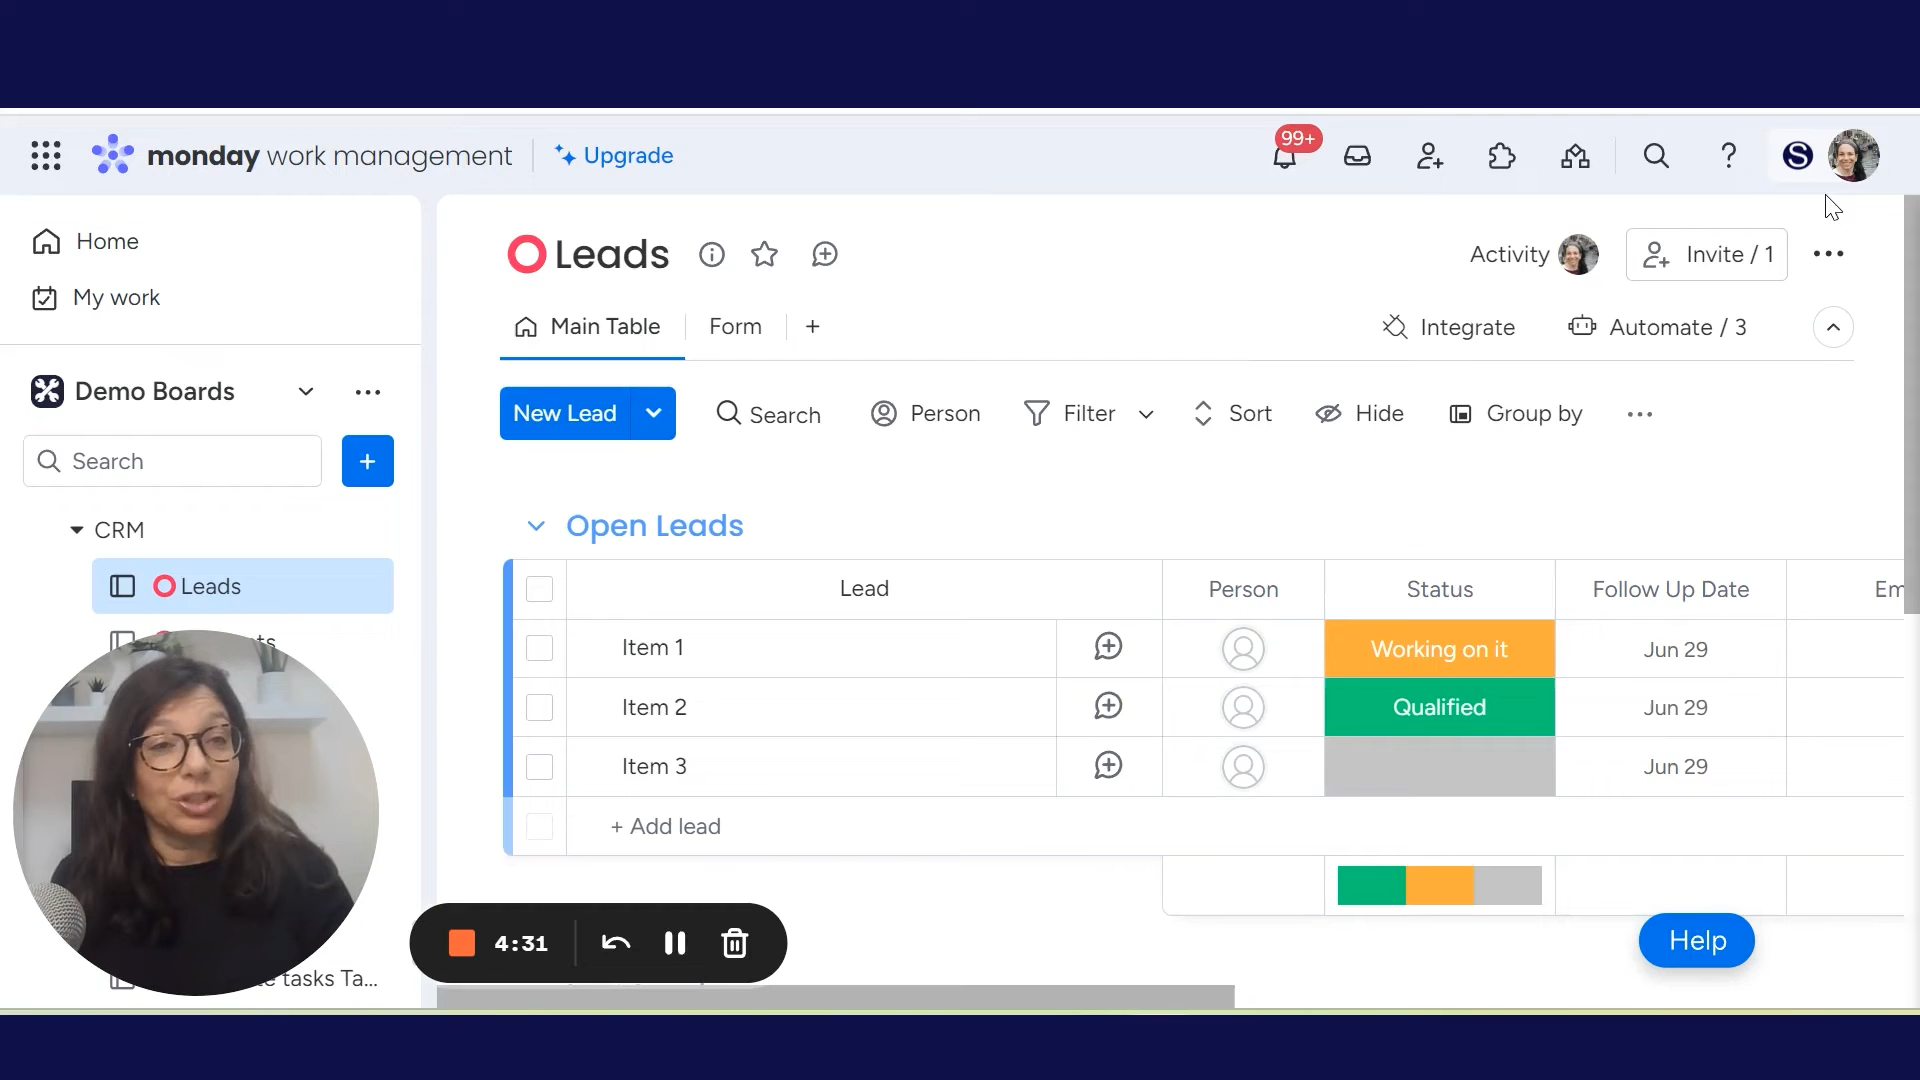 monday work management
Upgrade
99+
S
Home
My work
Demo Boards
Search
CRM
Leads
ts
tasks Ta...
Leads
Activity
Invite / 1
Main Table
Form
+
Integrate
Automate / 3
New Lead
Search
Person
Filter
Sort
Hide
Group by
Open Leads
Lead
Person
Status
Follow Up Date
Em
Item 1
Working on it
Jun 29
Item 2
Qualified
Jun 29
Item 3
Jun 29
+ Add lead
4:31
Help